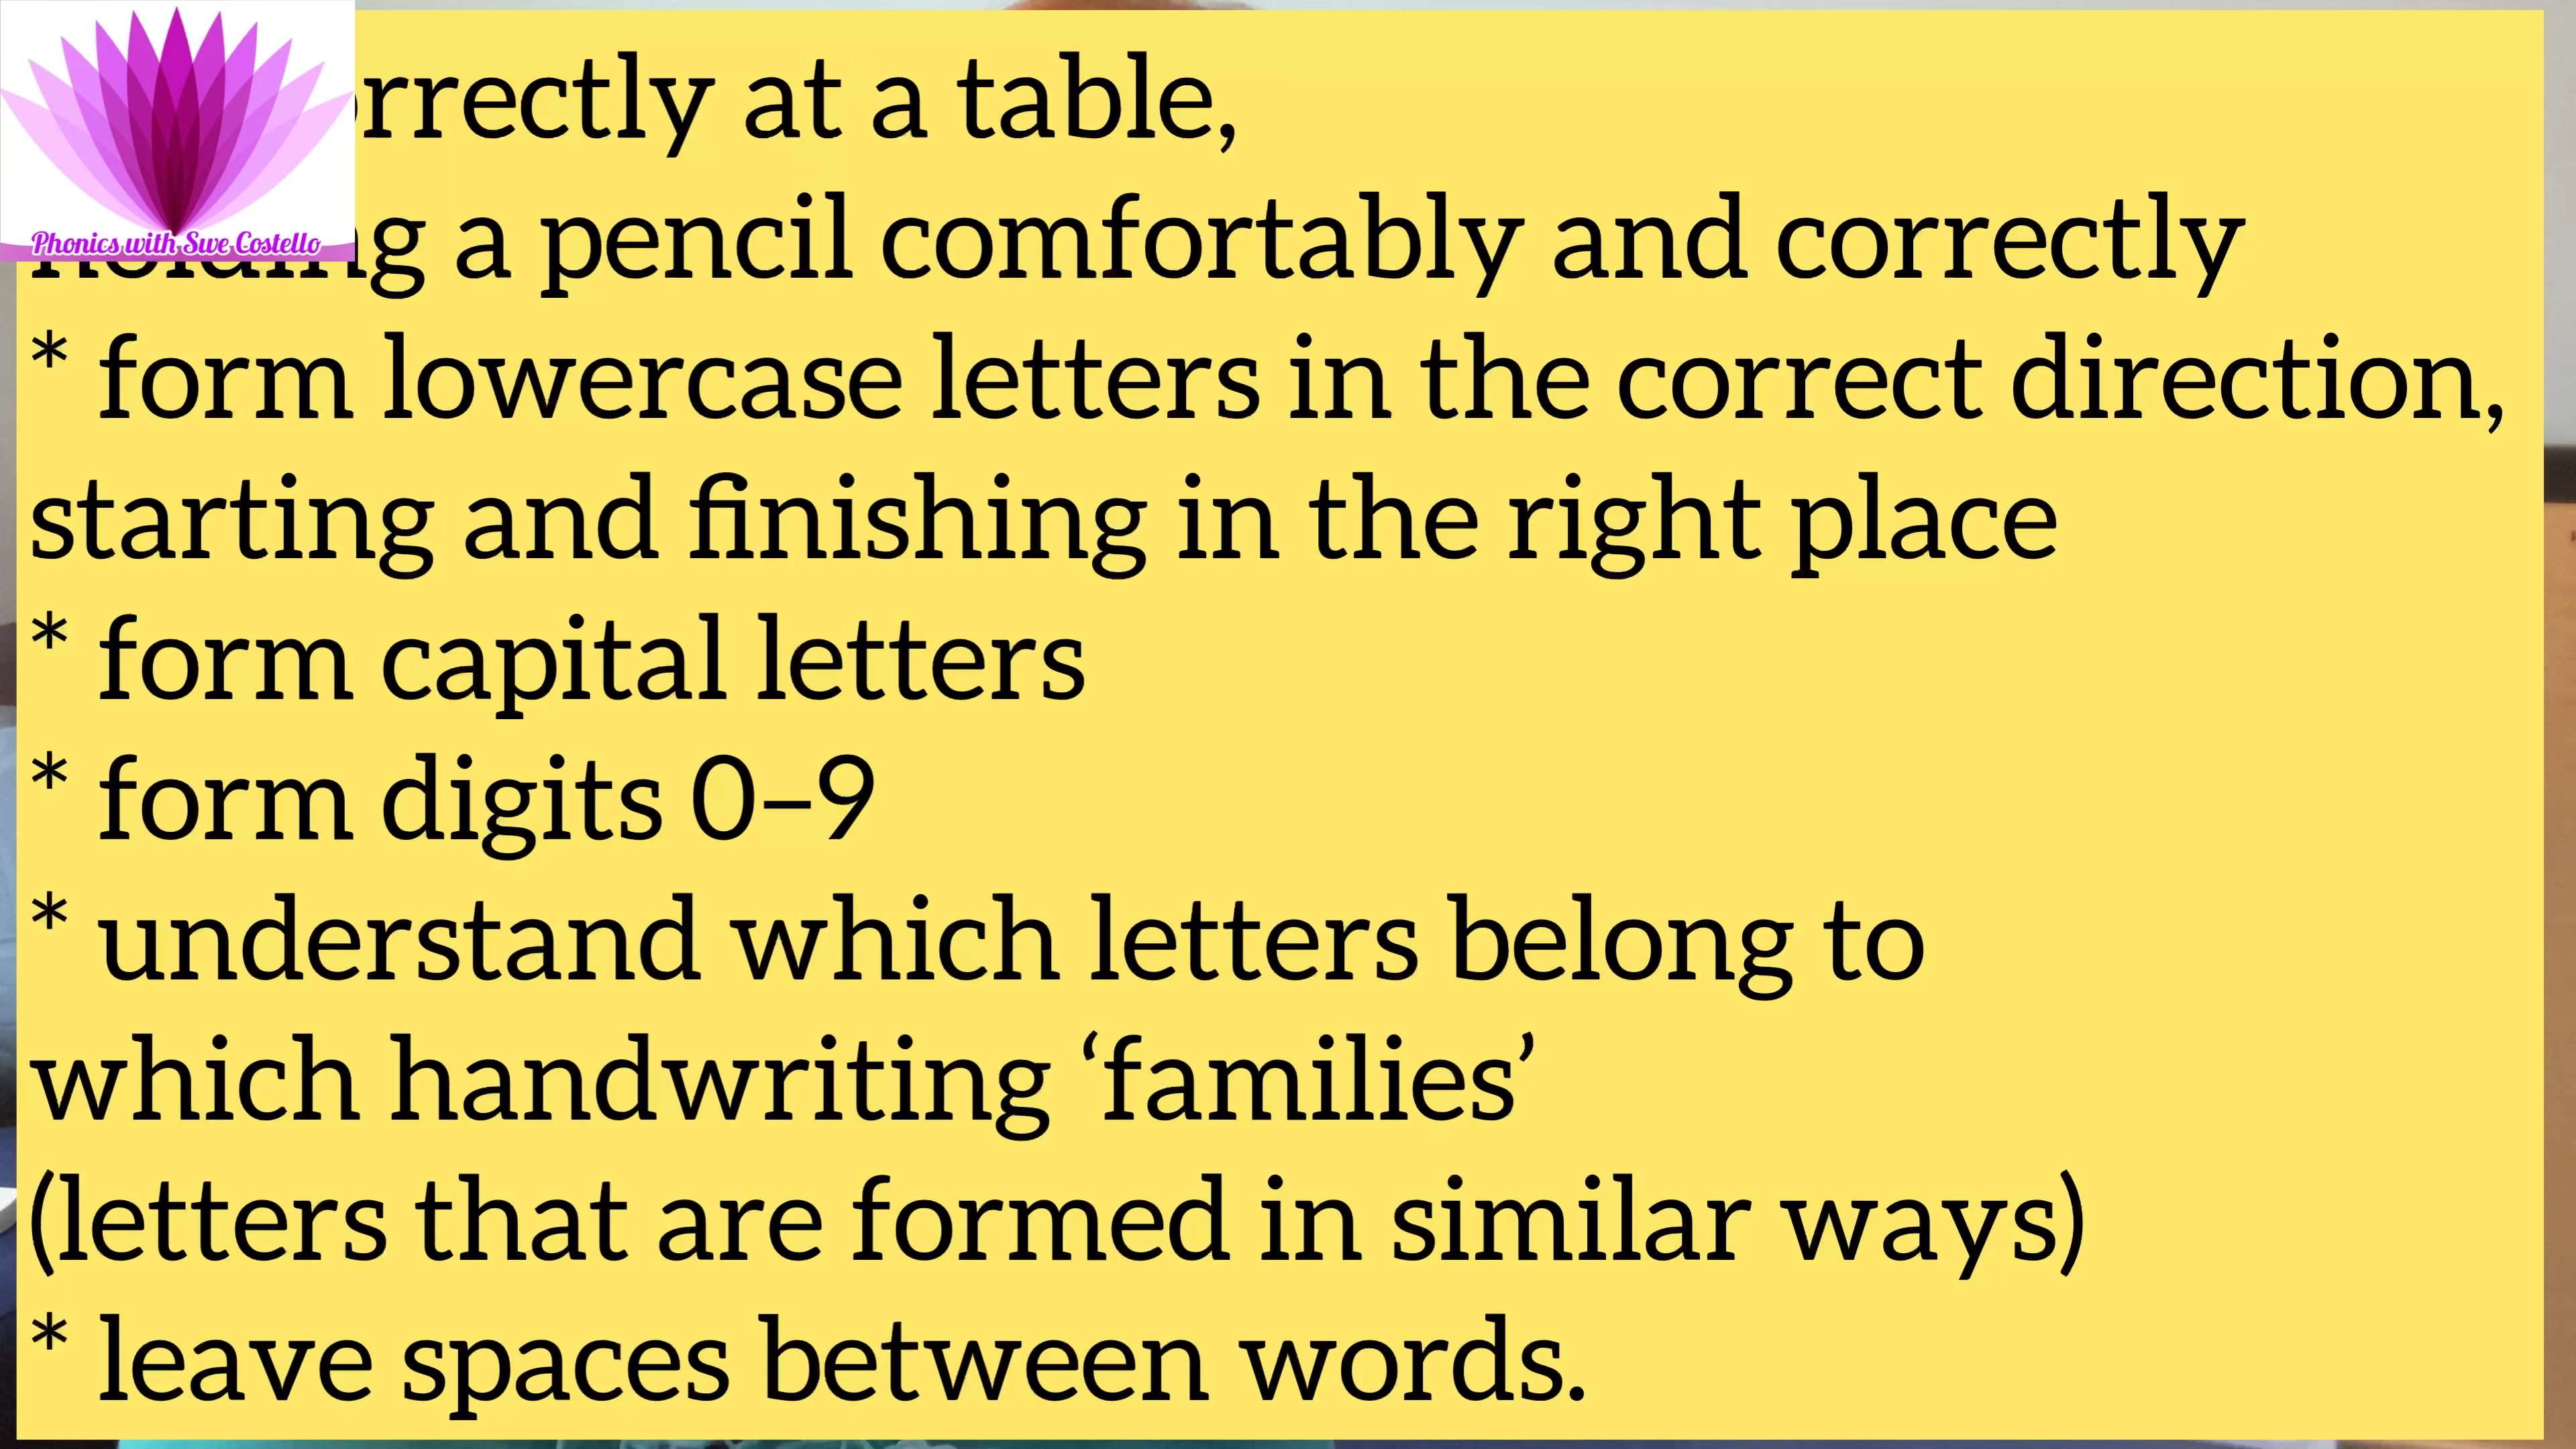 at a table,
Phonics with Swe Costello
holding a pencil comfortably and correctly
* form lowercase letters in the correct direction,
starting and finishing in the right place
* form capital letters
* form digits 0–9
* understand which letters belong to
which handwriting ‘families’
(letters that are formed in similar ways)
* leave spaces between words.